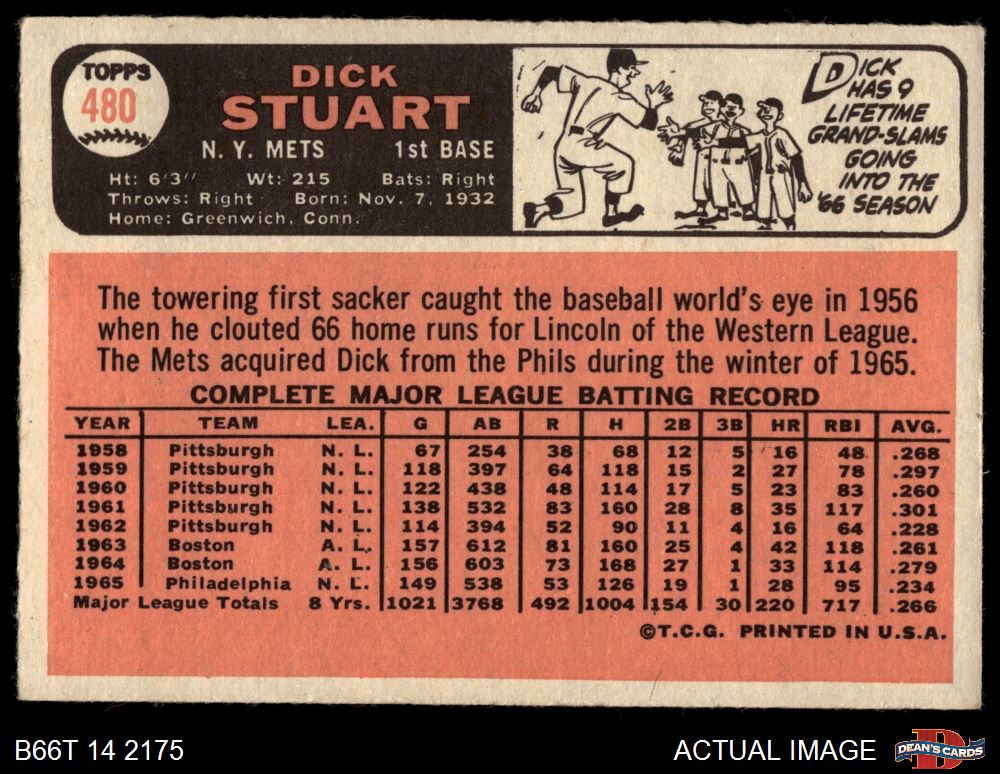 TOPPS
480
DICK
STUART
N. Y. METS 1st BASE
Ht: 6'3" Wt: 215 Bats: Right
Throws: Right Born: Nov. 7, 1932
Home: Greenwich, Conn.
DICK
HAS 9
LIFETIME
GRAND-SLAMS
GOING
INTO THE
'66 SEASON
The towering first sacker caught the baseball world's eye in 1956
when he clouted 66 home runs for Lincoln of the Western League.
The Mets acquired Dick from the Phils during the winter of 1965.
COMPLETE MAJOR LEAGUE BATTING RECORD
YEAR TEAM LEA. G AB R H 2B 3B HR RBI AVG.
1958 Pittsburgh N. L. 67 254 38 68 12 5 16 48 .268
1959 Pittsburgh N. L. 118 397 64 118 15 2 27 78 .297
1960 Pittsburgh N. L. 122 438 48 114 17 5 23 83 .260
1961 Pittsburgh N. L. 138 532 83 160 28 8 35 117 .301
1962 Pittsburgh N. L. 114 394 52 90 11 4 16 64 .228
1963 Boston A. L. 157 612 81 160 25 4 42 118 .261
1964 Boston A. L. 156 603 73 168 27 1 33 114 .279
1965 Philadelphia N. L. 149 538 53 126 19 1 28 95 .234
Major League Totals 8 Yrs. 1021 3768 492 1004 154 30 220 717 .266
©T.C.G. PRINTED IN U.S.A.
B66T 14 2175 ACTUAL IMAGE DEAN'S CARDS